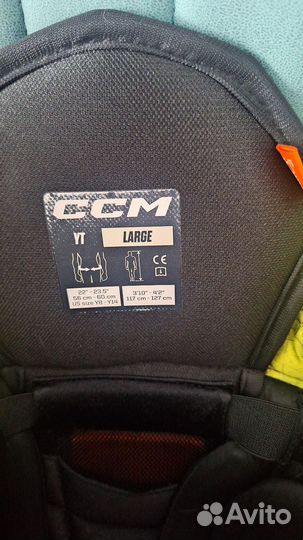 CCM
YT LARGE
CE
22" - 23.5"
56 cm - 60 cm
US size Y8 - Y14
3'10" - 4'2"
117 cm - 127 cm
Avito